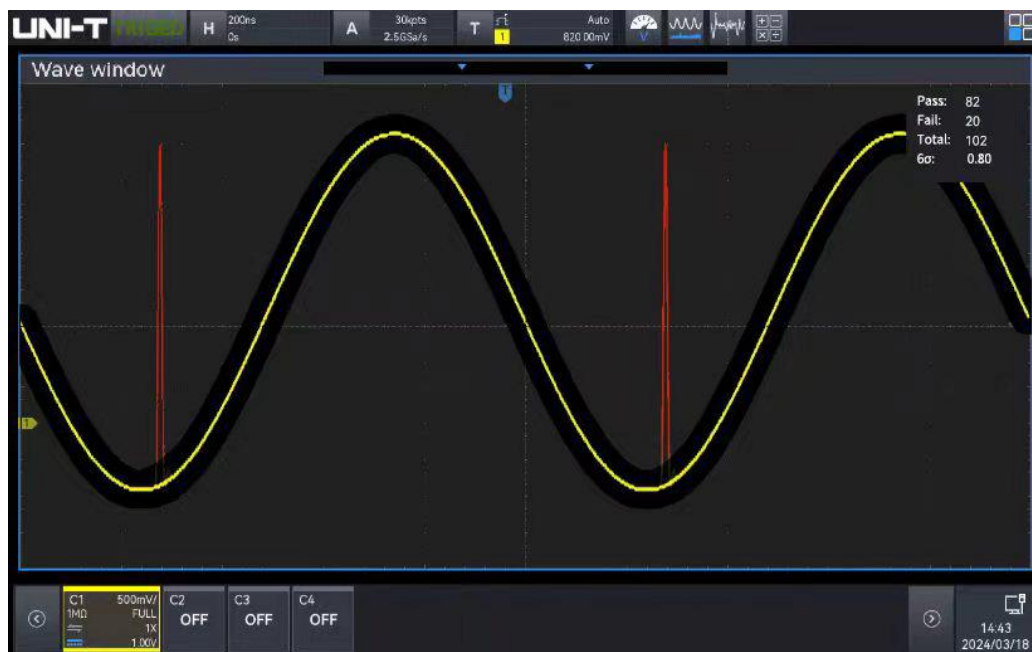 UNI-T TRIGED H 200ns A 30kpts T Auto
0s 2.5GSa/s 1 820.00mV
V
Wave window
T
Pass: 82
Fail: 20
Total: 102
6σ: 0.80
1
C1 500mV/ C2 C3 C4
1MΩ FULL OFF OFF OFF
1X
1.00V
14:43
2024/03/18